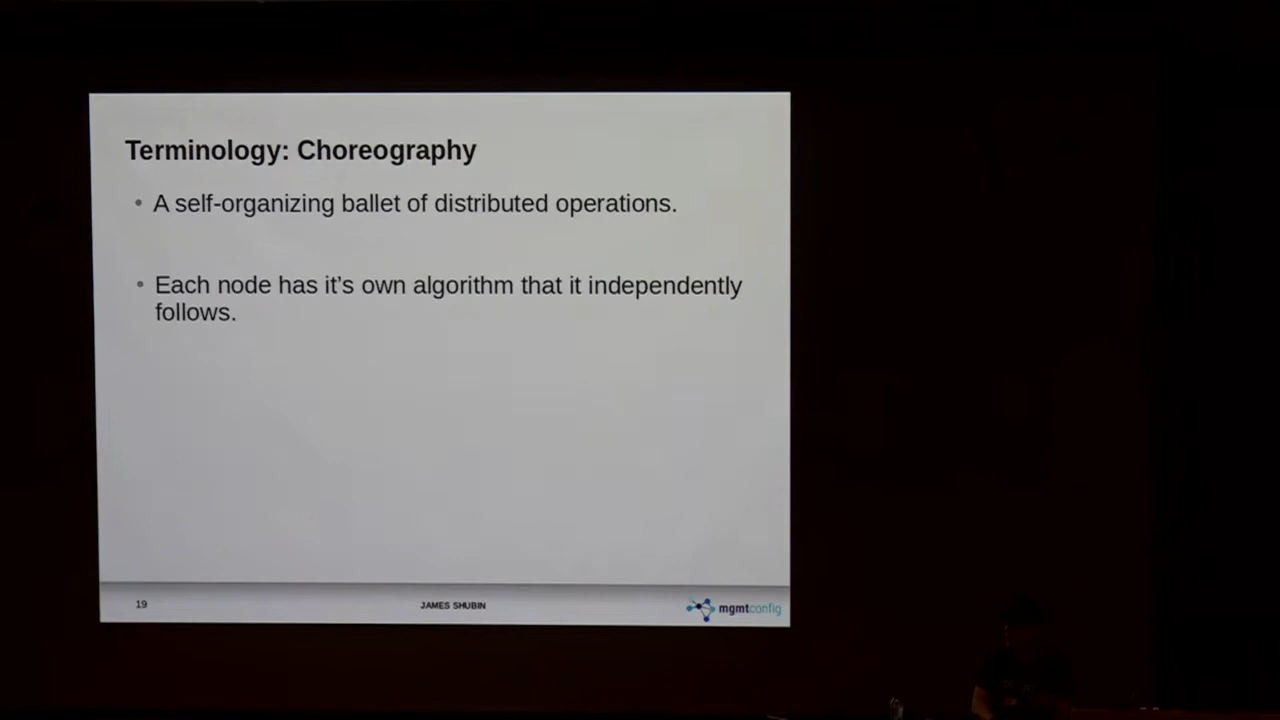 Terminology: Choreography
• A self-organizing ballet of distributed operations.
• Each node has it’s own algorithm that it independently
follows.
19
JAMES SHUBIN
mgmtconfig